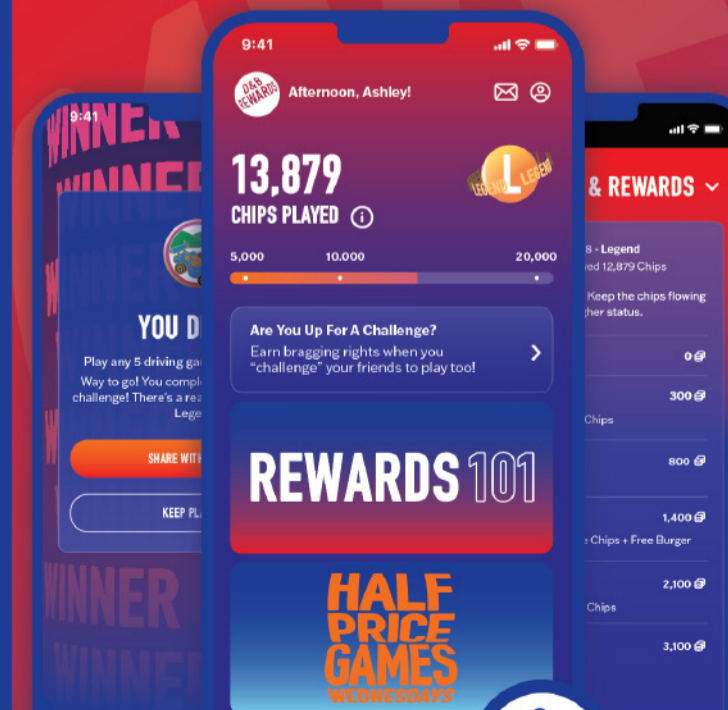 9:41
WINNER
WINNER
YOU D
Play any 5 driving ga
Way to go! You compl
challenge! There's a rea
Lege
SHARE WIT
KEEP PL
WINNER
WINNE
9:41
D&B
REWARDS
Afternoon, Ashley!
13,879
CHIPS PLAYED
LEGEND L LEGEND
5,000 10.000 20,000
Are You Up For A Challenge?
Earn bragging rights when you
"challenge" your friends to play too!
REWARDS 101
HALF
PRICE
GAMES
WEDNESDAYS
& REWARDS
8 - Legend
ed 12,879 Chips
Keep the chips flowing
her status.
0
300
Chips
800
1,400
Chips + Free Burger
2,100
Chips
3,100